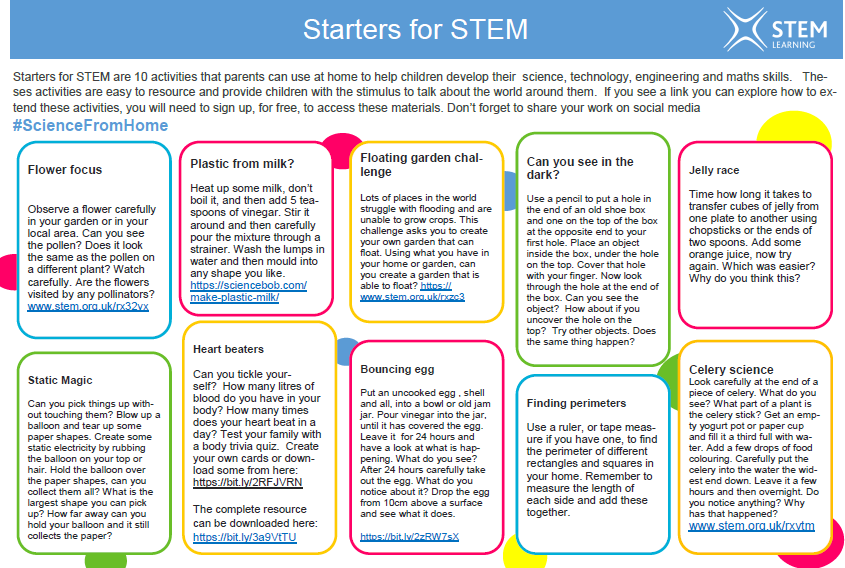 Starters for STEM
STEM
LEARNING
Starters for STEM are 10 activities that parents can use at home to help children develop their science, technology, engineering and maths skills. The-
ses activities are easy to resource and provide children with the stimulus to talk about the world around them. If you see a link you can explore how to ex-
tend these activities, you will need to sign up, for free, to access these materials. Don't forget to share your work on social media
#ScienceFromHome
Flower focus
Observe a flower carefully
in your garden or in your
local area. Can you see
the pollen? Does it look
the same as the pollen on
a different plant? Watch
carefully. Are the flowers
visited by any pollinators?
www.stem.org.uk/rx32yx
Plastic from milk?
Heat up some milk, don't
boil it, and then add 5 tea-
spoons of vinegar. Stir it
around and then carefully
pour the mixture through a
strainer. Wash the lumps in
water and then mould into
any shape you like.
https://sciencebob.com/
make-plastic-milk/
Floating garden chal-
lenge
Lots of places in the world
struggle with flooding and are
unable to grow crops. This
challenge asks you to create
your own garden that can
float. Using what you have in
your home or garden, can
you create a garden that is
able to float? https://
www.stem.org.uk/rxzc3
Can you see in the
dark?
Use a pencil to put a hole in
the end of an old shoe box
and one on the top of the box
at the opposite end to your
first hole. Place an object
inside the box, under the hole
on the top. Cover that hole
with your finger. Now look
through the hole at the end of
the box. Can you see the
object? How about if you
uncover the hole on the
top? Try other objects. Does
the same thing happen?
Jelly race
Time how long it takes to
transfer cubes of jelly from
one plate to another using
chopsticks or the ends of
two spoons. Add some
orange juice, now try
again. Which was easier?
Why do you think this?
Static Magic
Can you pick things up with-
out touching them? Blow up a
balloon and tear up some
paper shapes. Create some
static electricity by rubbing
the balloon on your top or
hair. Hold the balloon over
the paper shapes, can you
collect them all? What is the
largest shape you can pick
up? How far away can you
hold your balloon and it still
collects the paper?
Heart beaters
Can you tickle your-
self? How many litres of
blood do you have in your
body? How many times
does your heart beat in a
day? Test your family with
a body trivia quiz. Create
your own cards or down-
load some from here:
https://bit.ly/2RFJVRN
The complete resource
can be downloaded here:
https://bit.ly/3a9VtTU
Bouncing egg
Put an uncooked egg , shell
and all, into a bowl or old jam
jar. Pour vinegar into the jar,
until it has covered the egg.
Leave it for 24 hours and
have a look at what is hap-
pening. What do you see?
After 24 hours carefully take
out the egg. What do you
notice about it? Drop the egg
from 10cm above a surface
and see what it does.
https://bit.ly/2zRW7sX
Finding perimeters
Use a ruler, or tape meas-
ure if you have one, to find
the perimeter of different
rectangles and squares in
your home. Remember to
measure the length of
each side and add these
together.
Celery science
Look carefully at the end of a
piece of celery. What do you
see? What part of a plant is
the celery stick? Get an emp-
ty yogurt pot or paper cup
and fill it a third full with wa-
ter. Add a few drops of food
colouring. Carefully put the
celery into the water the wid-
est end down. Leave it a few
hours and then overnight. Do
you notice anything? Why
has that happened?
www.stem.org.uk/rxvtm